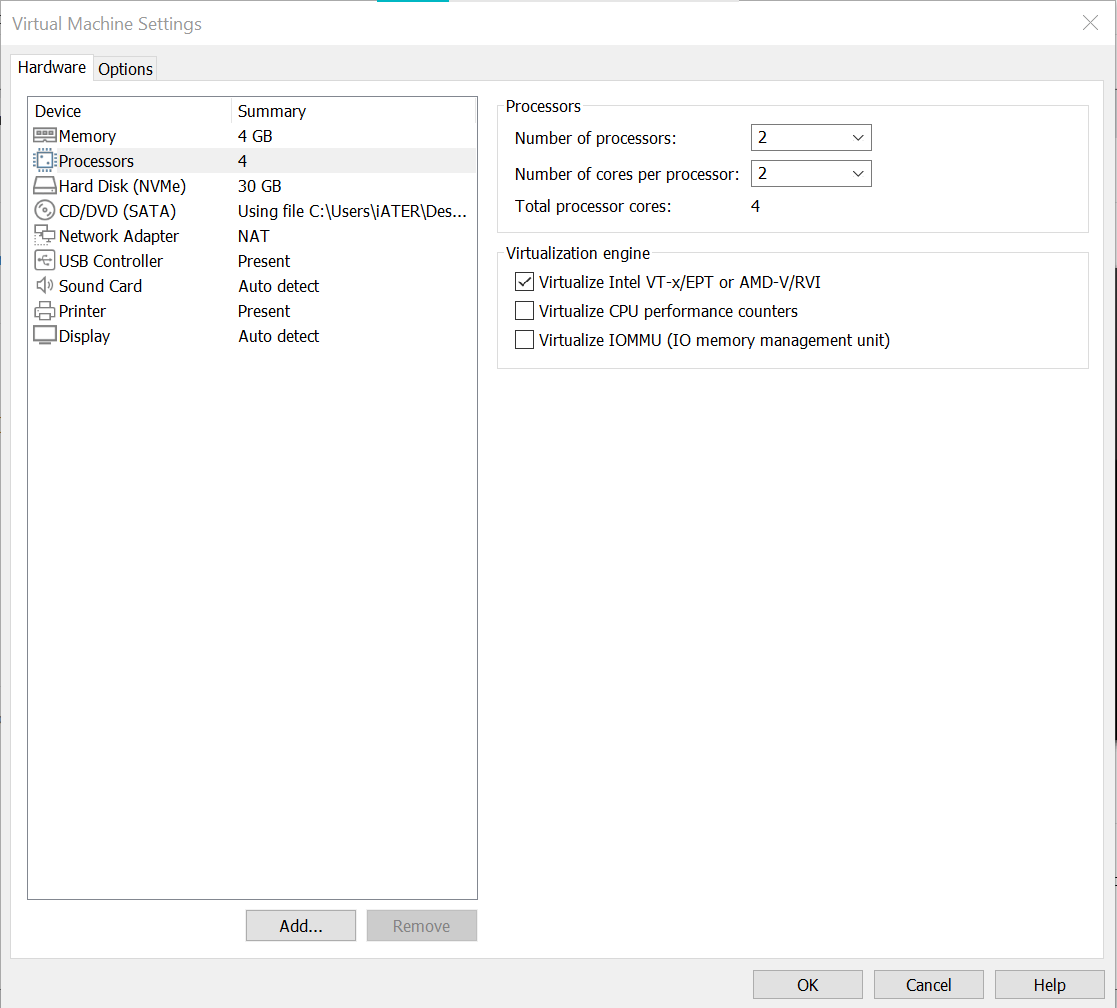 Virtual Machine Settings
Hardware
Options
Device Summary
Memory 4 GB
Processors 4
Hard Disk (NVMe) 30 GB
CD/DVD (SATA) Using file C:\Users\iATER\Des...
Network Adapter NAT
USB Controller Present
Sound Card Auto detect
Printer Present
Display Auto detect
Add...
Remove
Processors
Number of processors: 2
Number of cores per processor: 2
Total processor cores: 4
Virtualization engine
Virtualize Intel VT-x/EPT or AMD-V/RVI
Virtualize CPU performance counters
Virtualize IOMMU (IO memory management unit)
OK
Cancel
Help